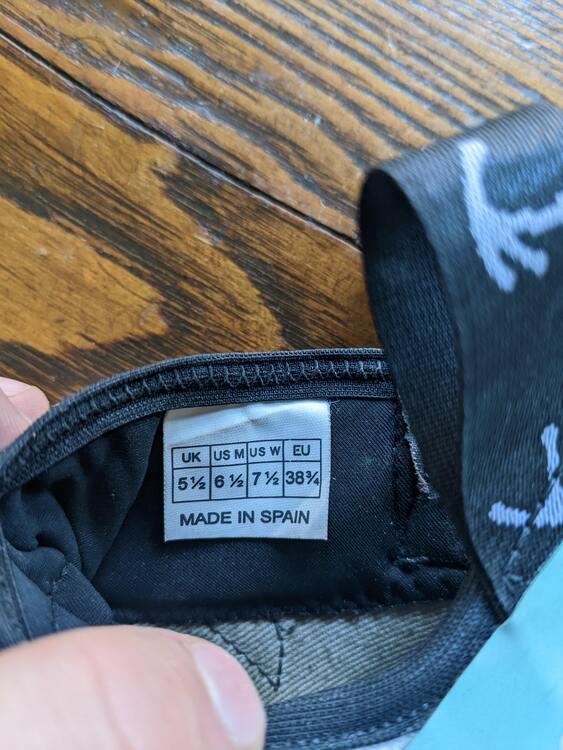 UK US M US W EU
5½ 6½ 7½ 38¾
MADE IN SPAIN